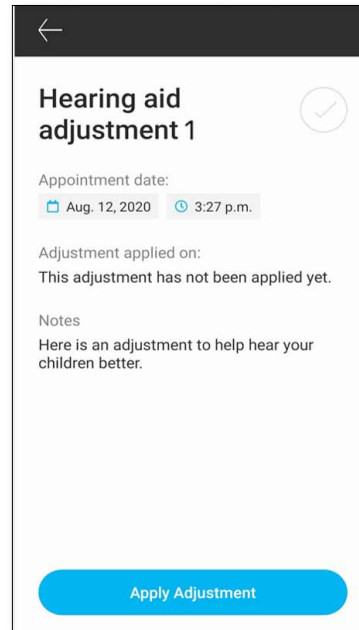 Hearing aid
adjustment 1
Appointment date:
Aug. 12, 2020 3:27 p.m.
Adjustment applied on:
This adjustment has not been applied yet.
Notes
Here is an adjustment to help hear your
children better.
Apply Adjustment